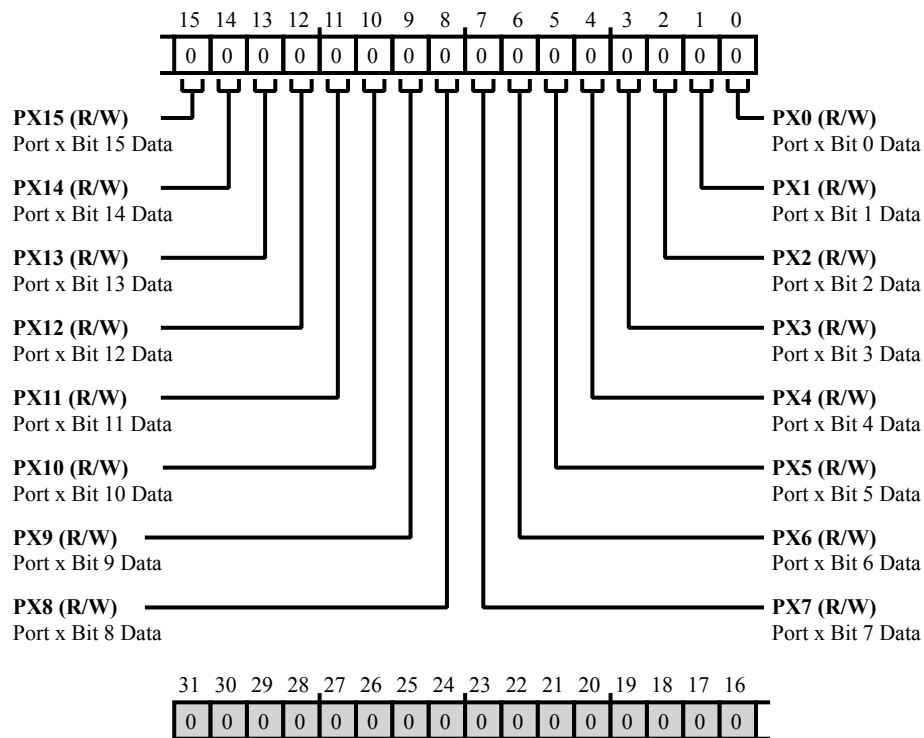 15 14 13 12 11 10 9 8 7 6 5 4 3 2 1 0
0 0 0 0 0 0 0 0 0 0 0 0 0 0 0 0
PX15 (R/W)
Port x Bit 15 Data
PX0 (R/W)
Port x Bit 0 Data
PX14 (R/W)
Port x Bit 14 Data
PX1 (R/W)
Port x Bit 1 Data
PX13 (R/W)
Port x Bit 13 Data
PX2 (R/W)
Port x Bit 2 Data
PX12 (R/W)
Port x Bit 12 Data
PX3 (R/W)
Port x Bit 3 Data
PX11 (R/W)
Port x Bit 11 Data
PX4 (R/W)
Port x Bit 4 Data
PX10 (R/W)
Port x Bit 10 Data
PX5 (R/W)
Port x Bit 5 Data
PX9 (R/W)
Port x Bit 9 Data
PX6 (R/W)
Port x Bit 6 Data
PX8 (R/W)
Port x Bit 8 Data
PX7 (R/W)
Port x Bit 7 Data
31 30 29 28 27 26 25 24 23 22 21 20 19 18 17 16
0 0 0 0 0 0 0 0 0 0 0 0 0 0 0 0